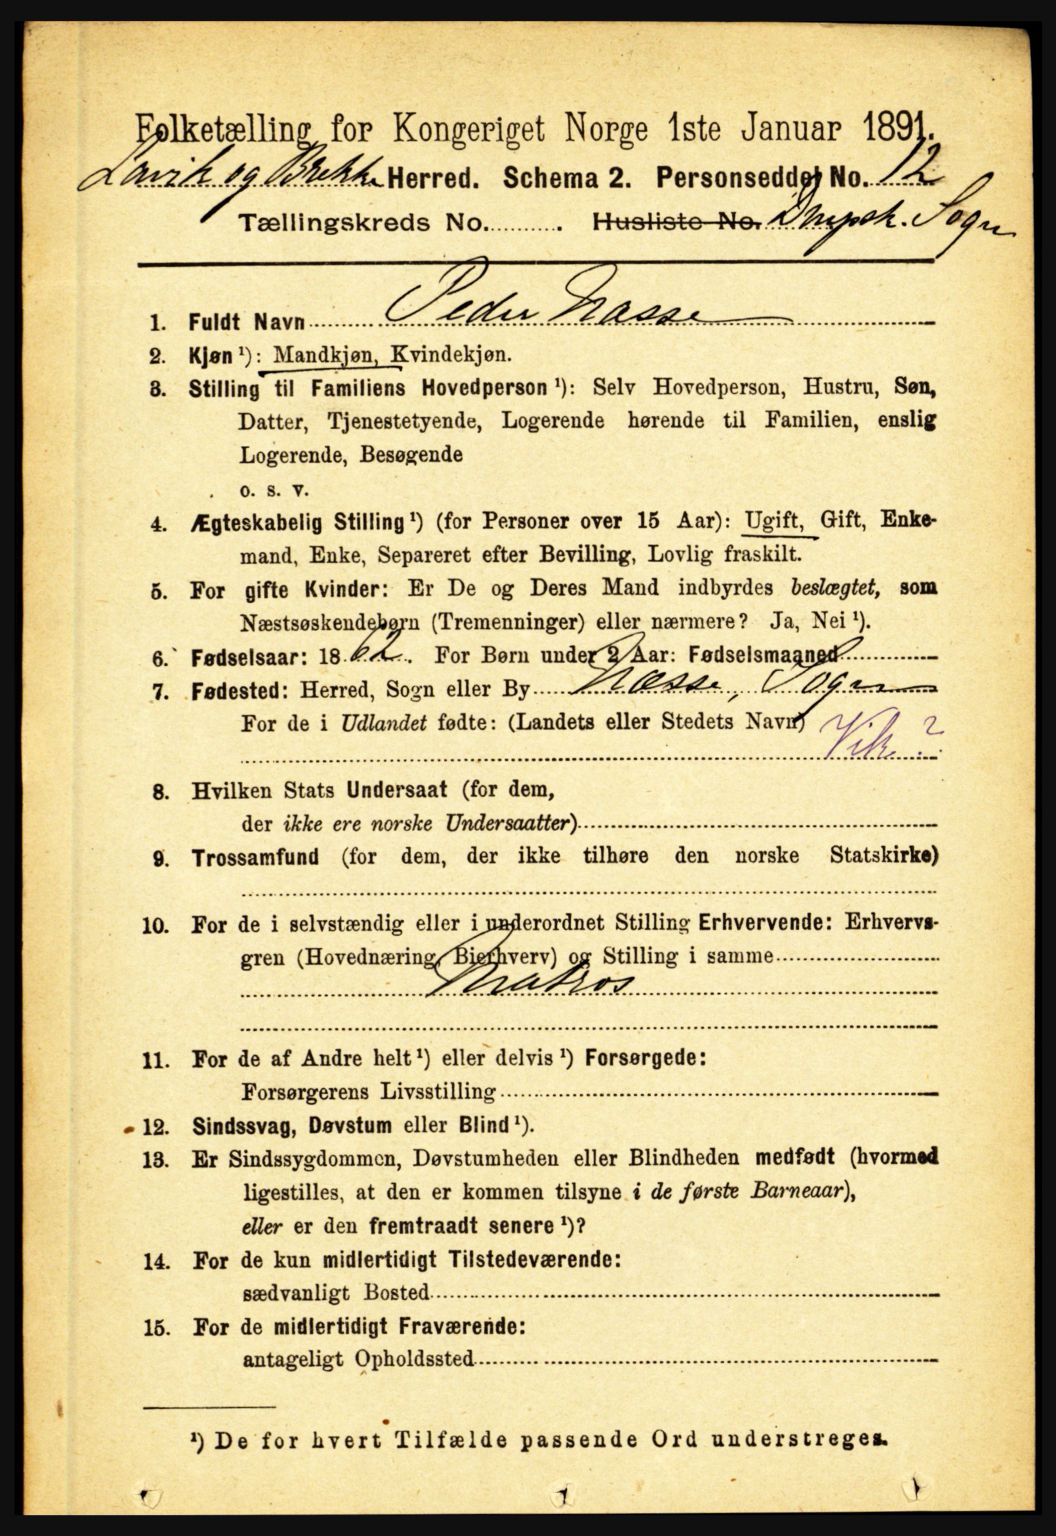 Folketælling for Kongeriget Norge 1ste Januar 1891.
Lavik og Brekke Herred. Schema 2. Personseddel No. 12
Tællingskreds No. Husliste No. Dmpsk. Sogn
1. Fuldt Navn Peder Næsse
2. Kjøn ¹): Mandkjøn, Kvindekjøn.
3. Stilling til Familiens Hovedperson ¹): Selv Hovedperson, Hustru, Søn,
Datter, Tjenestetyende, Logerende hørende til Familien, enslig
Logerende, Besøgende
o. s. v.
4. Ægteskabelig Stilling ¹) (for Personer over 15 Aar): Ugift, Gift, Enke-
mand, Enke, Separeret efter Bevilling, Lovlig fraskilt.
5. For gifte Kvinder: Er De og Deres Mand indbyrdes beslægtet, som
Næstsøskendebørn (Tremenninger) eller nærmere? Ja, Nei ¹).
6. Fødselsaar: 1862. For Børn under 2 Aar: Fødselsmaaned
7. Fødested: Herred, Sogn eller By Næsse, Sogn
For de i Udlandet fødte: (Landets eller Stedets Navn)
Vik ?
8. Hvilken Stats Undersaat (for dem,
der ikke ere norske Undersaatter)
9. Trossamfund (for dem, der ikke tilhøre den norske Statskirke)
10. For de i selvstændig eller i underordnet Stilling Erhvervende: Erhvervs-
gren (Hovednæring, Bierhverv) og Stilling i samme
Matros
11. For de af Andre helt ¹) eller delvis ¹) Forsørgede:
Forsørgerens Livsstilling
12. Sindssvag, Døvstum eller Blind ¹).
13. Er Sindssygdommen, Døvstumheden eller Blindheden medfødt (hvormed
ligestilles, at den er kommen tilsyne i de første Barneaar),
eller er den fremtraadt senere ¹)?
14. For de kun midlertidigt Tilstedeværende:
sædvanligt Bosted
15. For de midlertidigt Fraværende:
antageligt Opholdssted
¹) De for hvert Tilfælde passende Ord understreges.